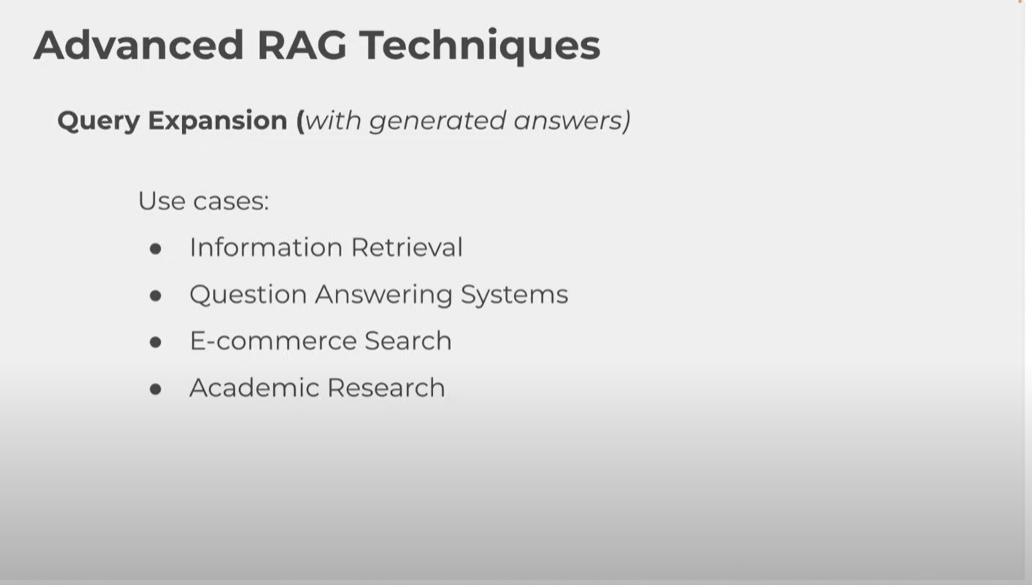 Advanced RAG Techniques
Query Expansion (with generated answers)
Use cases:
● Information Retrieval
● Question Answering Systems
● E-commerce Search
● Academic Research